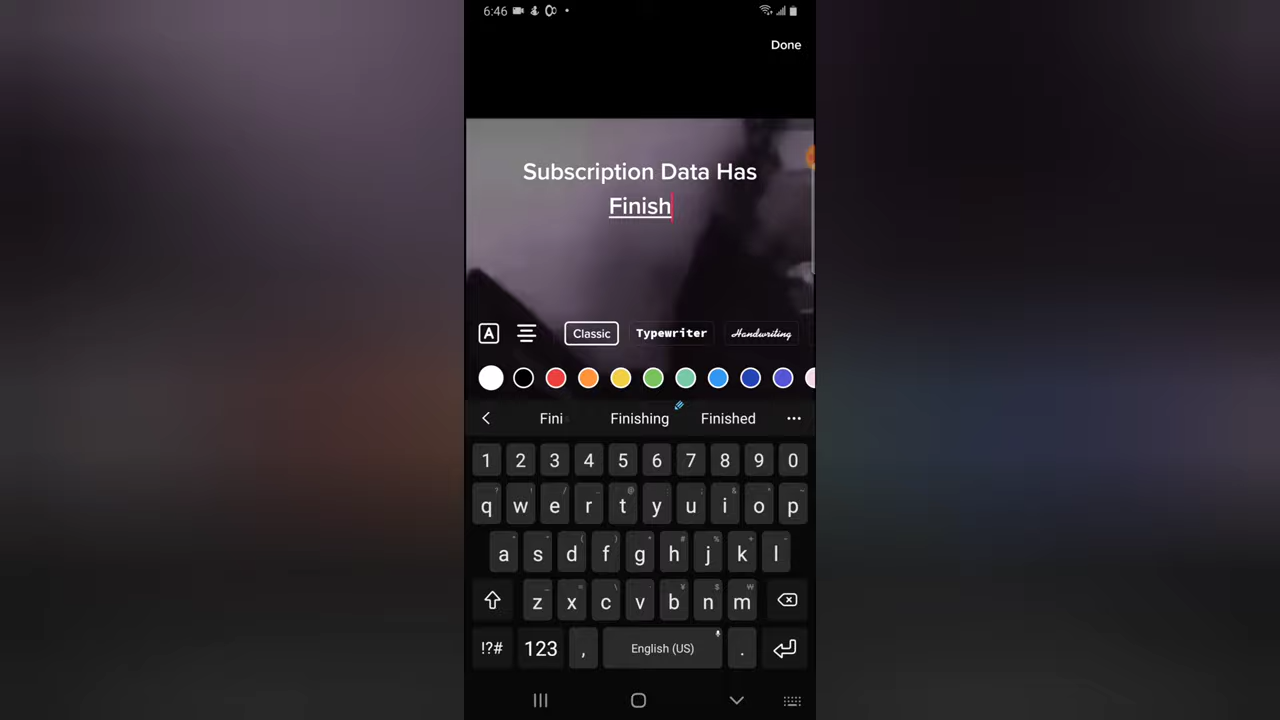 6:46
Done
Subscription Data Has
Finish
A
Classic Typewriter Handwriting
Fini Finishing Finished
1 2 3 4 5 6 7 8 9 0
q w e r t y u i o p
a s d f g h j k l
z x c v b n m
!?# 123 , English (US) .